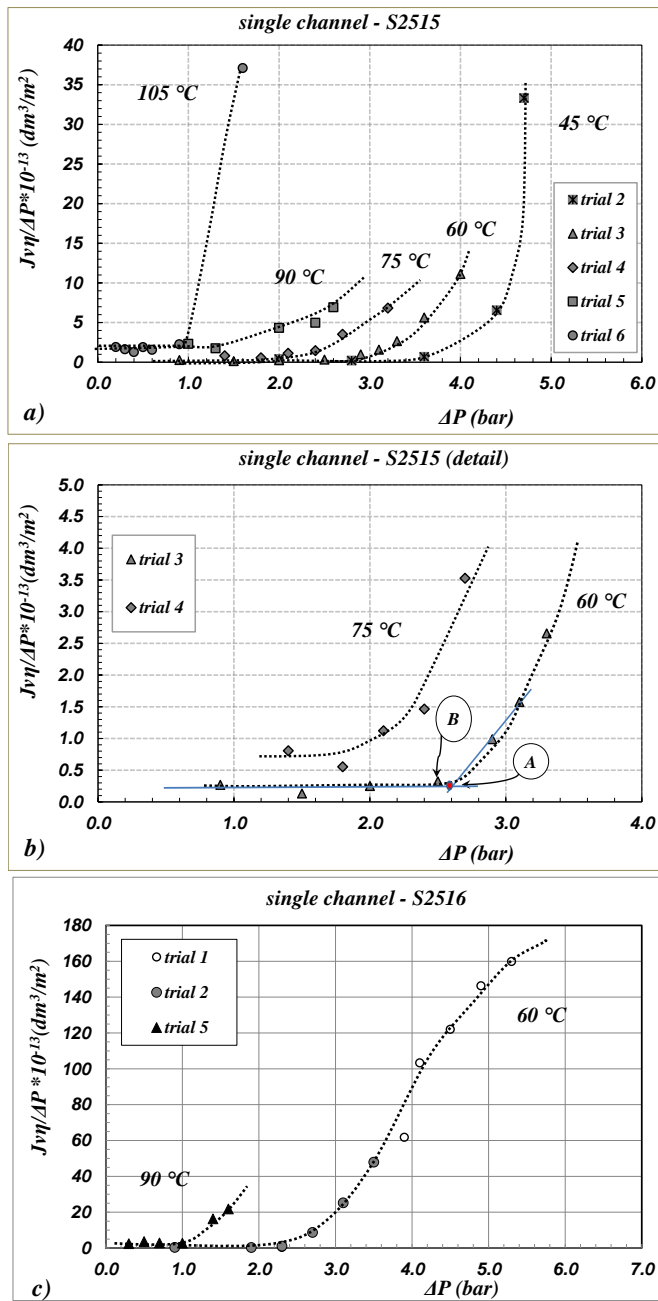 single channel - S2515
40
35
30
25
20
15
10
5
0
0.0 1.0 2.0 3.0 4.0 5.0 6.0
Jvη/ΔP*10⁻¹³ (dm³/m²)
ΔP (bar)
105 °C
90 °C
75 °C
60 °C
45 °C
trial 2
trial 3
trial 4
trial 5
trial 6
a)
single channel - S2515 (detail)
5.0
4.5
4.0
3.5
3.0
2.5
2.0
1.5
1.0
0.5
0.0
0.0 1.0 2.0 3.0 4.0
Jvη/ΔP*10⁻¹³(dm³/m²)
ΔP (bar)
trial 3
trial 4
75 °C
60 °C
B
A
b)
single channel - S2516
180
160
140
120
100
80
60
40
20
0
0.0 1.0 2.0 3.0 4.0 5.0 6.0 7.0
Jvη/ΔP *10⁻¹³(dm³/m²)
ΔP (bar)
trial 1
trial 2
trial 5
60 °C
90 °C
c)